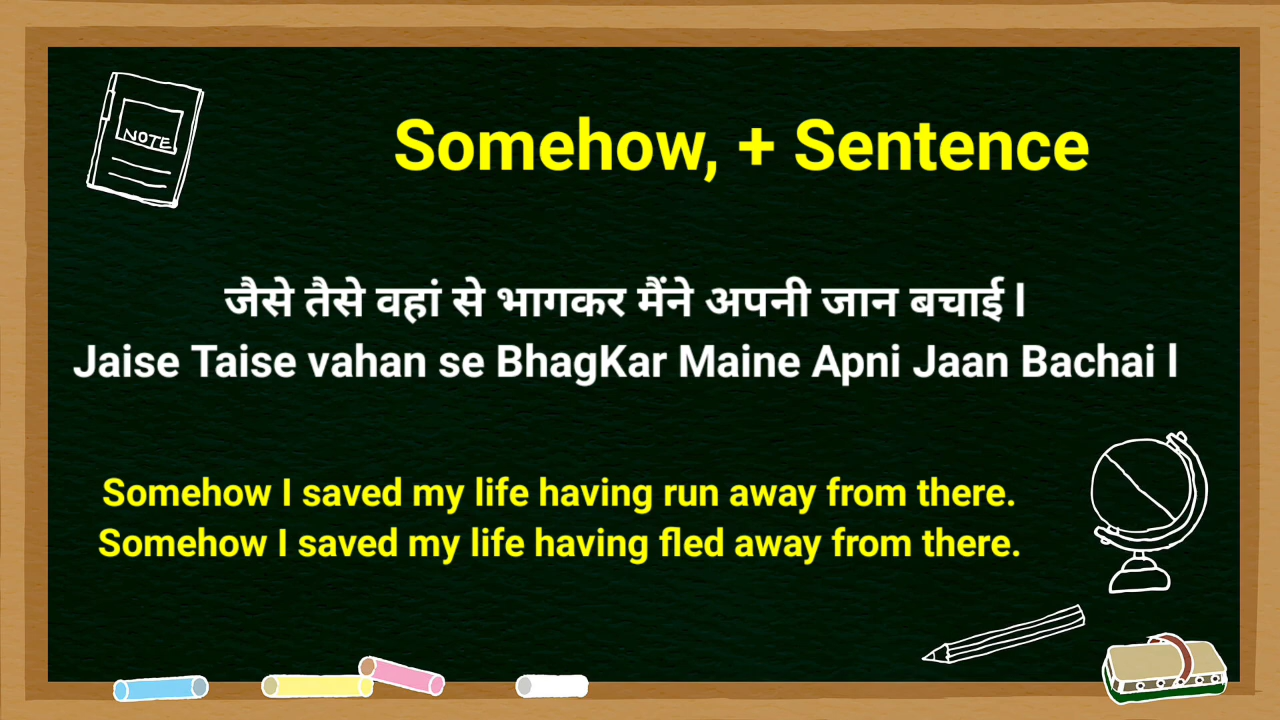 NOTE
Somehow, + Sentence
जैसे तैसे वहां से भागकर मैंने अपनी जान बचाई l
Jaise Taise vahan se BhagKar Maine Apni Jaan Bachai l
Somehow I saved my life having run away from there.
Somehow I saved my life having fled away from there.